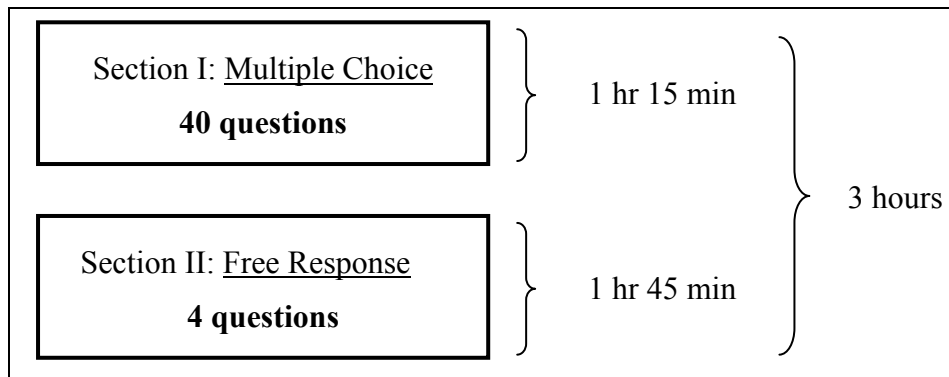 Section I: Multiple Choice
40 questions
1 hr 15 min
Section II: Free Response
4 questions
1 hr 45 min
3 hours